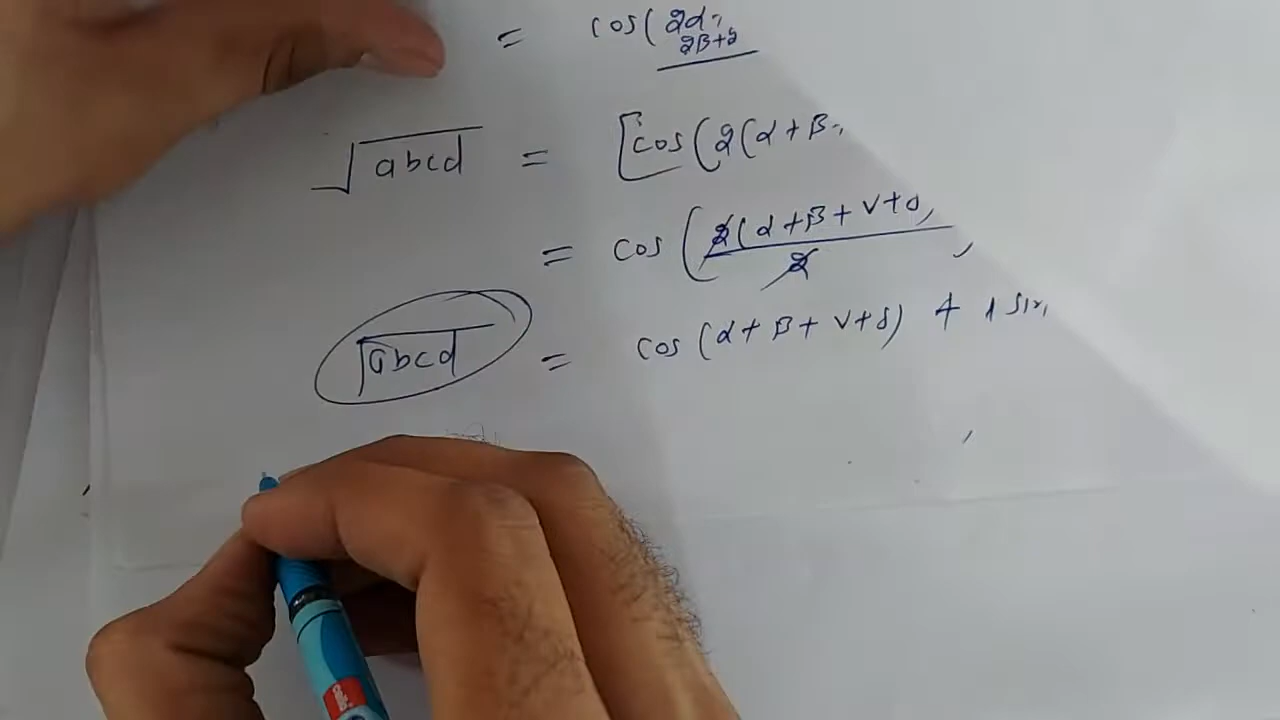 = cos(2α
2β+2
√abcd = [cos(2(α+β
= cos(2(α+β+γ+δ
2
√abcd = cos(α+β+γ+δ) + i sin